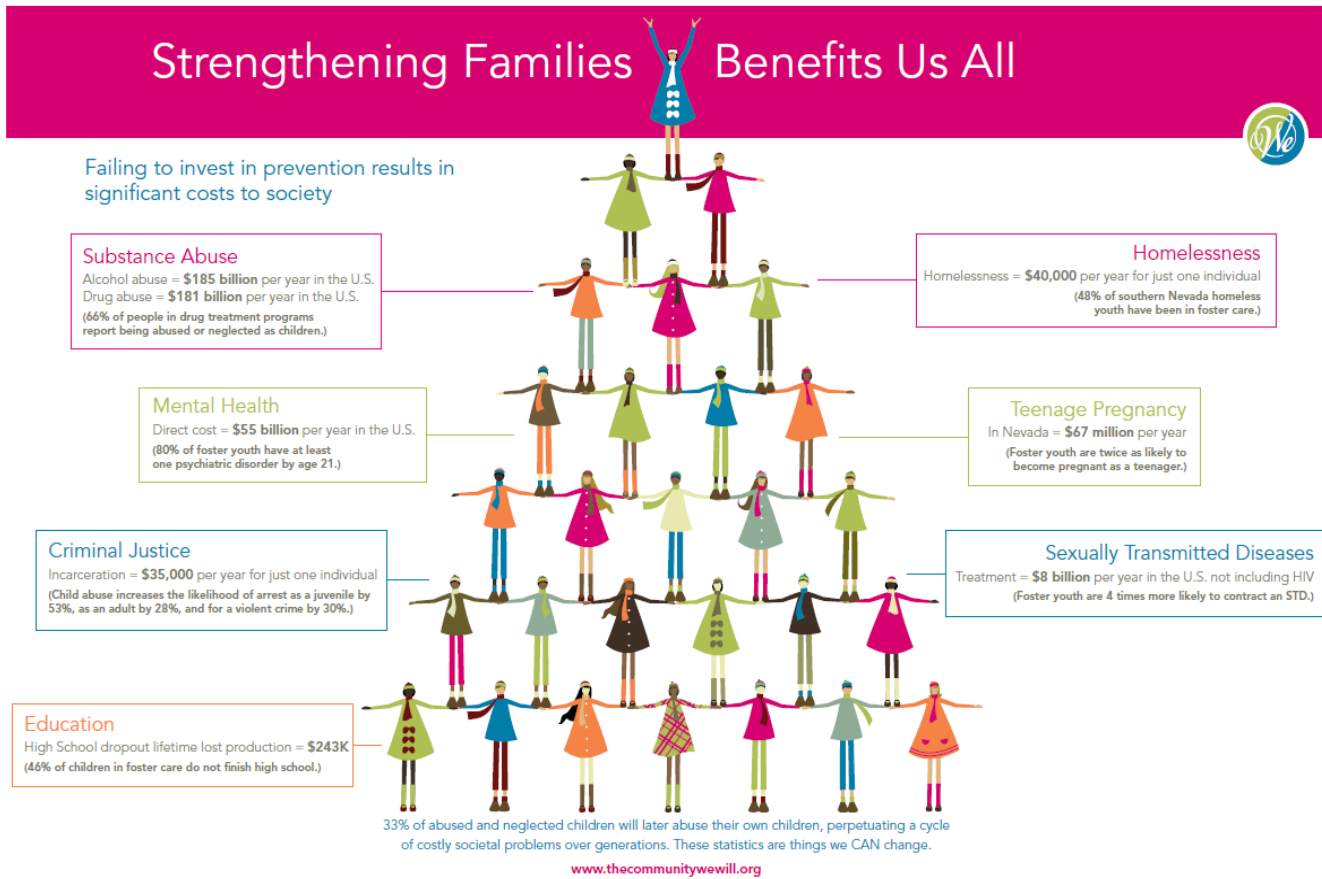 Strengthening Families Benefits Us All
We
Failing to invest in prevention results in
significant costs to society
Substance Abuse
Alcohol abuse = $185 billion per year in the U.S.
Drug abuse = $181 billion per year in the U.S.
(66% of people in drug treatment programs
report being abused or neglected as children.)
Homelessness
Homelessness = $40,000 per year for just one individual
(48% of southern Nevada homeless
youth have been in foster care.)
Mental Health
Direct cost = $55 billion per year in the U.S.
(80% of foster youth have at least
one psychiatric disorder by age 21.)
Teenage Pregnancy
In Nevada = $67 million per year
(Foster youth are twice as likely to
become pregnant as a teenager.)
Criminal Justice
Incarceration = $35,000 per year for just one individual
(Child abuse increases the likelihood of arrest as a juvenile by
53%, as an adult by 28%, and for a violent crime by 30%.)
Sexually Transmitted Diseases
Treatment = $8 billion per year in the U.S. not including HIV
(Foster youth are 4 times more likely to contract an STD.)
Education
High School dropout lifetime lost production = $243K
(46% of children in foster care do not finish high school.)
33% of abused and neglected children will later abuse their own children, perpetuating a cycle
of costly societal problems over generations. These statistics are things we CAN change.
www.thecommunitywewill.org